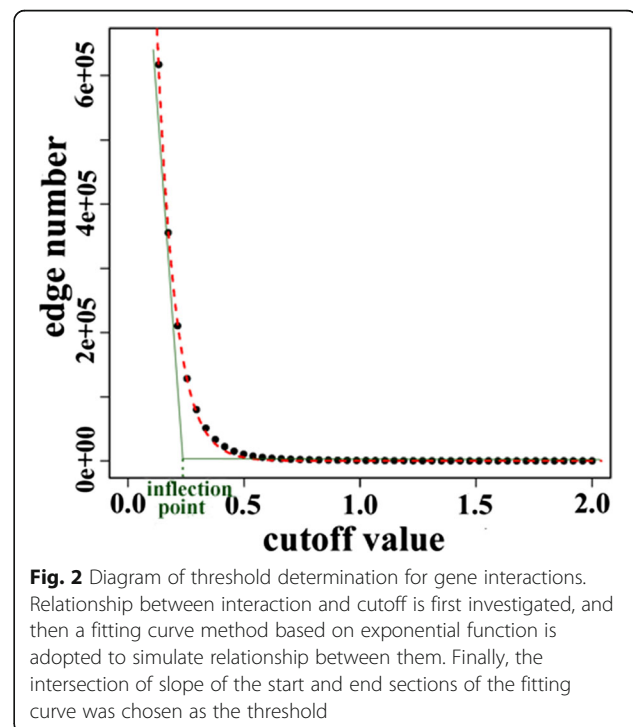 6e+05
4e+05
2e+05
0e+00
edge number
inflection
point
0.0 0.5 1.0 1.5 2.0
cutoff value
Fig. 2 Diagram of threshold determination for gene interactions.
Relationship between interaction and cutoff is first investigated, and
then a fitting curve method based on exponential function is
adopted to simulate relationship between them. Finally, the
intersection of slope of the start and end sections of the fitting
curve was chosen as the threshold